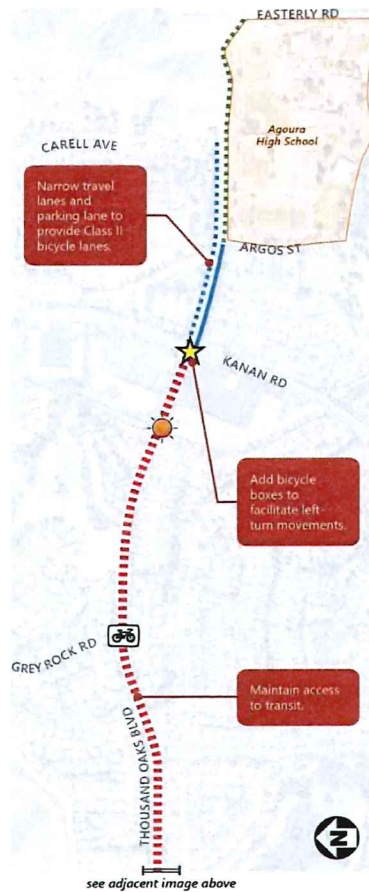 EASTERLY RD
Agoura
High School
CARELL AVE
Narrow travel
lanes and
parking lane to
provide Class II
bicycle lanes.
ARGOS ST
KANAN RD
Add bicycle
boxes to
facilitate left-
turn movements.
GREY ROCK RD
Maintain access
to transit.
THOUSAND OAKS BLVD
N
see adjacent image above